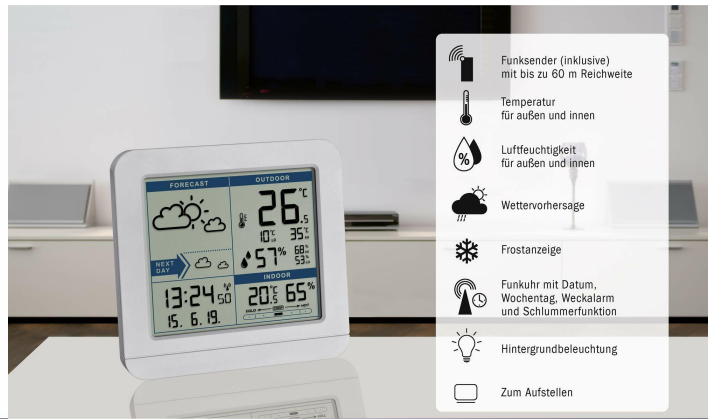 FORECAST
OUTDOOR
26.5 °C
10°C 35°C
57% 68% 53%
NEXT
DAY
INDOOR
13:24 50
20.5 °C 65%
15. 6. 19.
Funksender (inklusive)
mit bis zu 60 m Reichweite
Temperatur
für außen und innen
%
Luftfeuchtigkeit
für außen und innen
Wettervorhersage
Frostanzeige
Funkuhr mit Datum,
Wochentag, Weckalarm
und Schlummerfunktion
Hintergrundbeleuchtung
Zum Aufstellen